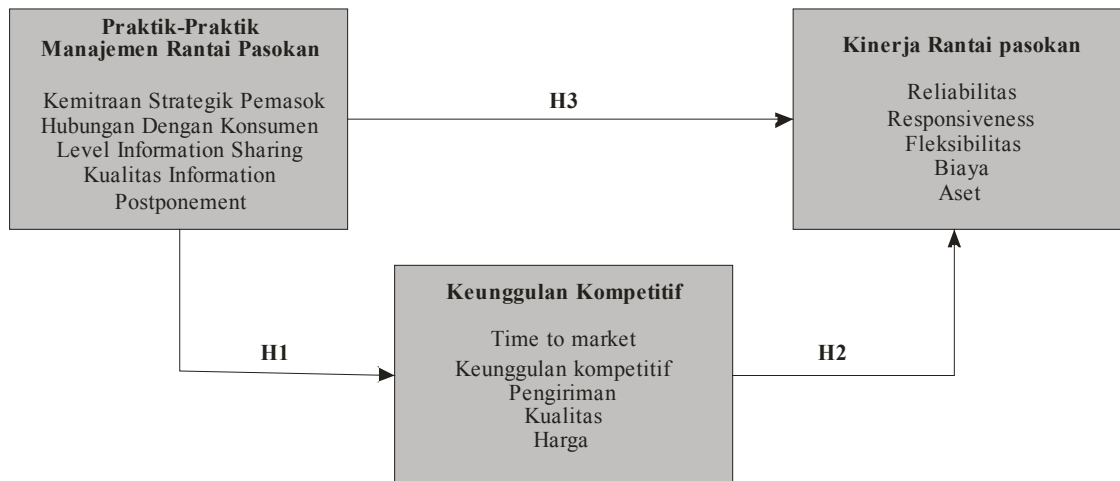 Praktik-Praktik
Manajemen Rantai Pasokan
Kemitraan Strategik Pemasok
Hubungan Dengan Konsumen
Level Information Sharing
Kualitas Information
Postponement
H3
Kinerja Rantai pasokan
Reliabilitas
Responsiveness
Fleksibilitas
Biaya
Aset
H1
Keunggulan Kompetitif
Time to market
Keunggulan kompetitif
Pengiriman
Kualitas
Harga
H2